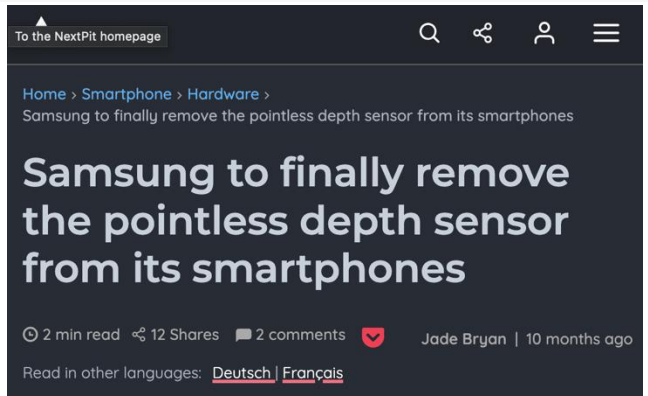 To the NextPit homepage
Home › Smartphone › Hardware ›
Samsung to finally remove the pointless depth sensor from its smartphones
Samsung to finally remove
the pointless depth sensor
from its smartphones
2 min read 12 Shares 2 comments Jade Bryan | 10 months ago
Read in other languages: Deutsch | Français